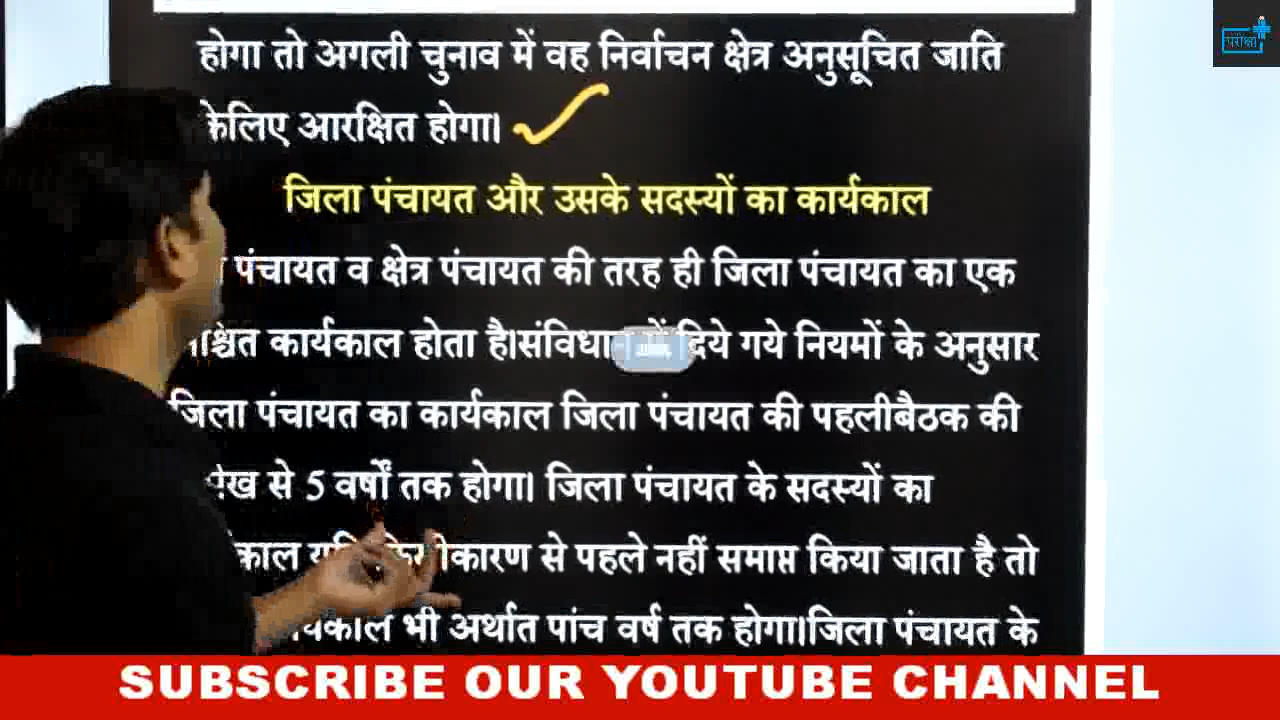 परीक्षा
होगा तो अगली चुनाव में वह निर्वाचन क्षेत्र अनुसूचित जाति
केलिए आरक्षित होगा।
जिला पंचायत और उसके सदस्यों का कार्यकाल
पंचायत व क्षेत्र पंचायत की तरह ही जिला पंचायत का एक
कार्यकाल होता है।संविधान में दिये गये नियमों के अनुसार
जिला पंचायत का कार्यकाल जिला पंचायत की पहलीबैठक की
से 5 वर्षों तक होगा। जिला पंचायत के सदस्यों का
से पहले नहीं समाप्त किया जाता है तो
भी अर्थात पांच वर्ष तक होगा।जिला पंचायत के
SUBSCRIBE OUR YOUTUBE CHANNEL